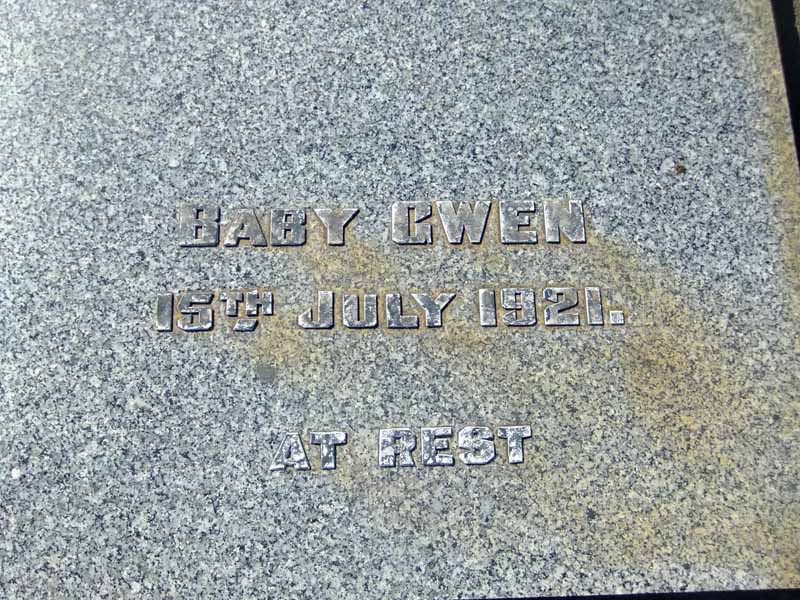 BABY GWEN
15TH JULY 1921.
AT REST